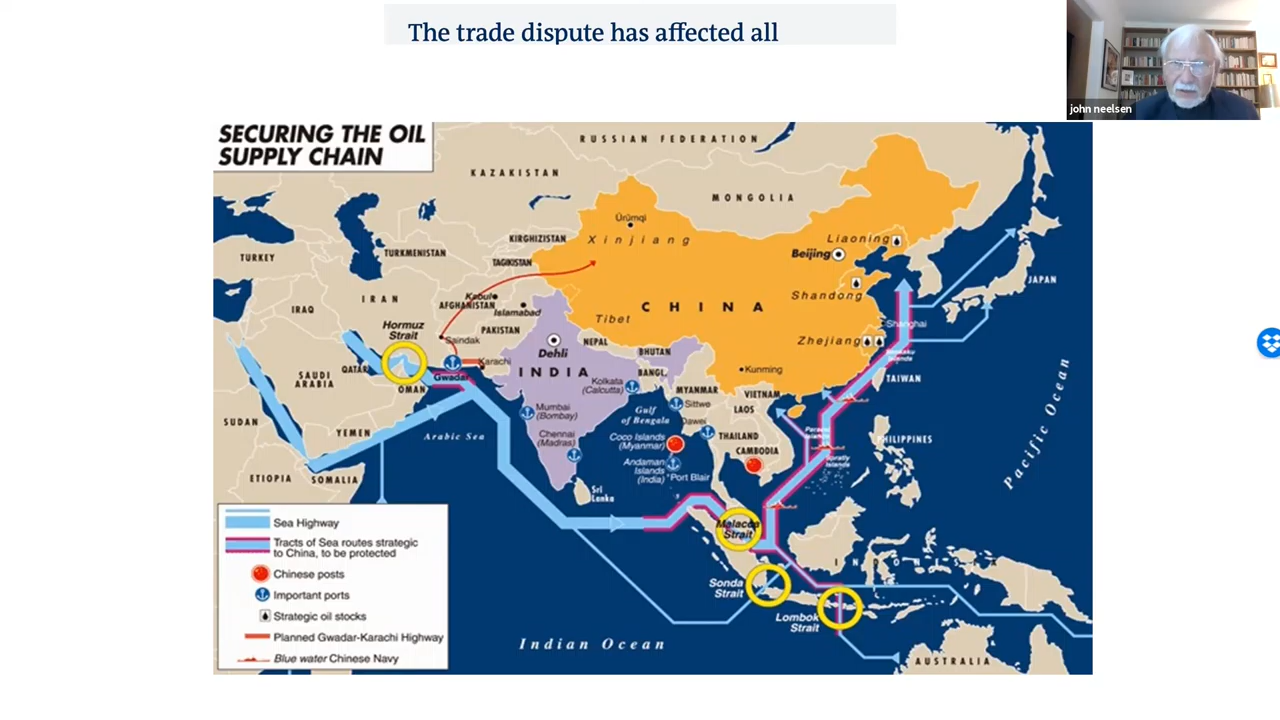 The trade dispute has affected all
john neelsen
SECURING THE OIL
SUPPLY CHAIN
RUSSIAN FEDERATION
KAZAKISTAN
MONGOLIA
Ürümqi
Xinjiang
Liaoning
KIRGHIZISTAN
TURKEY
TURKMENISTAN
Beijing
TAGIKISTAN
JAPAN
IRAN
Kabul
AFGHANISTAN
Islamabad
Shandong
IRAQ
CHINA
Tibet
Hormuz
Strait
PAKISTAN
Shanghai
Saindak
Dehli
NEPAL
Zhejiang
BHUTAN
Karachi
QATAR
Gwadar
INDIA
BANGL.
Kunming
SAUDI
ARABIA
OMAN
Kolkata
(Calcutta)
MYANMAR
TAIWAN
VIETNAM
Sittwe
LAOS
Mumbai
(Bombay)
Gulf
of Bengala
Dawei
SUDAN
YEMEN
Arabic Sea
Chennai
(Madras)
Coco Islands
(Myanmar)
THAILAND
PHILIPPINES
CAMBODIA
Pacific Ocean
Andaman
Islands
(India)
Port Blair
Spratly
Islands
ETIOPIA
SOMALIA
Sri
Lanka
Malacca
Strait
Sonda
Strait
Lombok
Strait
Indian Ocean
AUSTRALIA
Sea Highway
Tracts of Sea routes strategic
to China, to be protected
Chinese posts
Important ports
Strategic oil stocks
Planned Gwadar-Karachi Highway
Blue water Chinese Navy